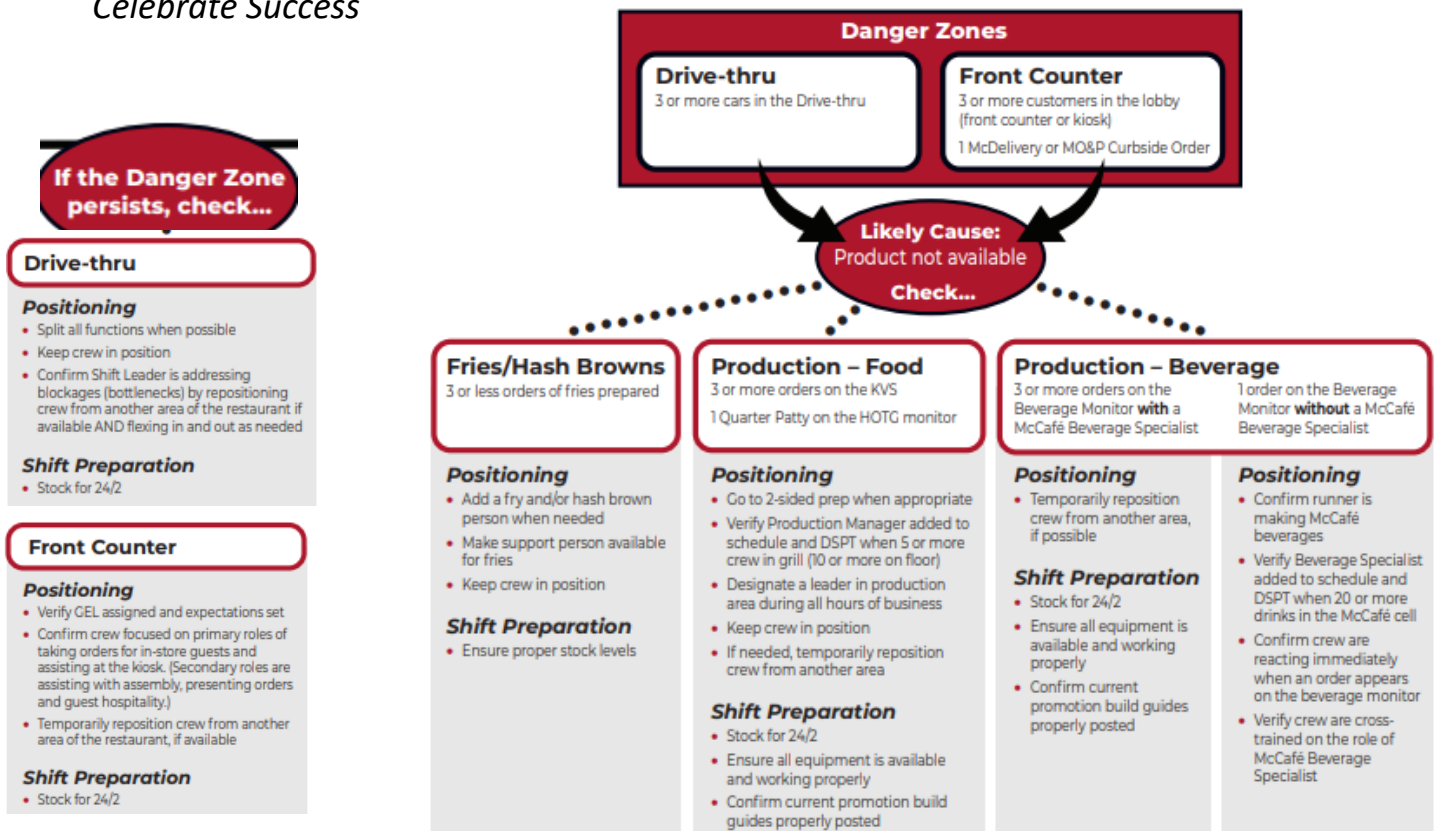 Celebrate Success
If the Danger Zone
persists, check...
Drive-thru
Positioning
• Split all functions when possible
• Keep crew in position
• Confirm Shift Leader is addressing
blockages (bottlenecks) by repositioning
crew from another area of the restaurant if
available AND flexing in and out as needed
Shift Preparation
• Stock for 24/2
Front Counter
Positioning
• Verify GEL assigned and expectations set
• Confirm crew focused on primary roles of
taking orders for in-store guests and
assisting at the kiosk. (Secondary roles are
assisting with assembly, presenting orders
and guest hospitality.)
• Temporarily reposition crew from another
area of the restaurant, if available
Shift Preparation
• Stock for 24/2
Danger Zones
Drive-thru
3 or more cars in the Drive-thru
Front Counter
3 or more customers in the lobby
(front counter or kiosk)
1 McDelivery or MO&P Curbside Order
Likely Cause:
Product not available
Check...
Fries/Hash Browns
3 or less orders of fries prepared
Positioning
• Add a fry and/or hash brown
person when needed
• Make support person available
for fries
• Keep crew in position
Shift Preparation
• Ensure proper stock levels
Production – Food
3 or more orders on the KVS
1 Quarter Patty on the HOTG monitor
Positioning
• Go to 2-sided prep when appropriate
• Verify Production Manager added to
schedule and DSPT when 5 or more
crew in grill (10 or more on floor)
• Designate a leader in production
area during all hours of business
• Keep crew in position
• If needed, temporarily reposition
crew from another area
Shift Preparation
• Stock for 24/2
• Ensure all equipment is available
and working properly
• Confirm current promotion build
guides properly posted
Production – Beverage
3 or more orders on the
Beverage Monitor with a
McCafé Beverage Specialist
Positioning
• Temporarily reposition
crew from another area,
if possible
Shift Preparation
• Stock for 24/2
• Ensure all equipment is
available and working
properly
• Confirm current
promotion build guides
properly posted
1 order on the Beverage
Monitor without a McCafé
Beverage Specialist
Positioning
• Confirm runner is
making McCafé
beverages
• Verify Beverage Specialist
added to schedule and
DSPT when 20 or more
drinks in the McCafé cell
• Confirm crew are
reacting immediately
when an order appears
on the beverage monitor
• Verify crew are cross-
trained on the role of
McCafé Beverage
Specialist